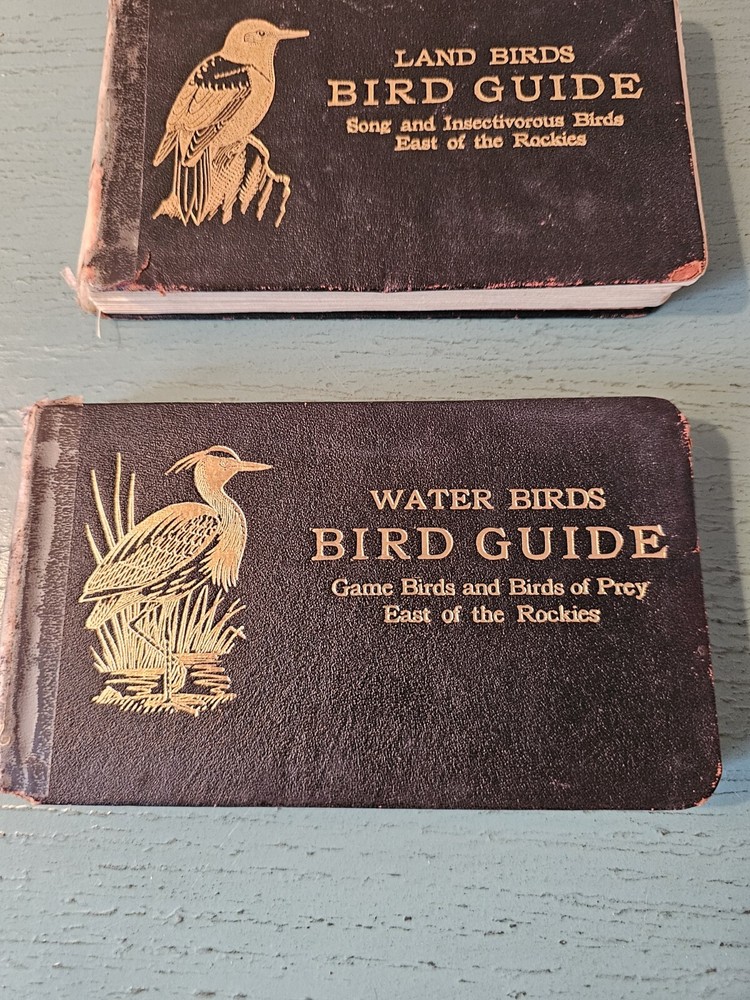 LAND BIRDS
BIRD GUIDE
Song and Insectivorous Birds
East of the Rockies
WATER BIRDS
BIRD GUIDE
Game Birds and Birds of Prey
East of the Rockies